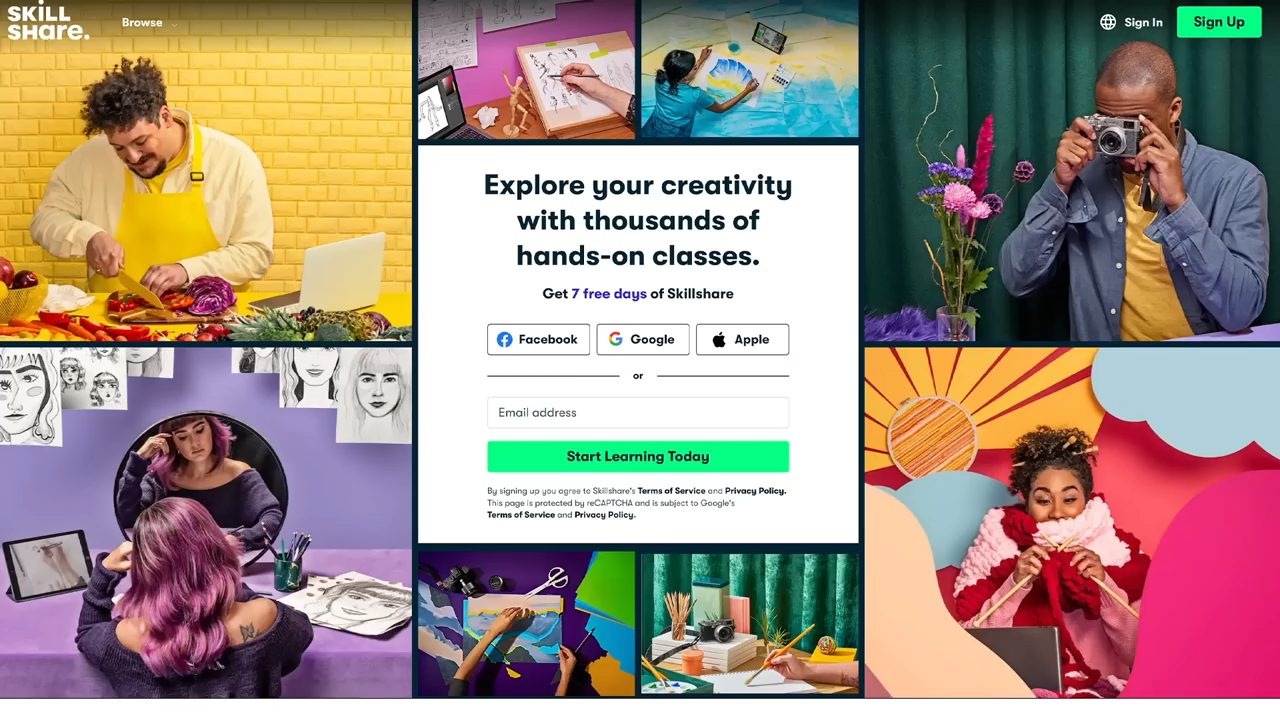 SKILL
SHARE.
Browse
Sign In
Sign Up
Explore your creativity
with thousands of
hands-on classes.
Get 7 free days of Skillshare
Facebook
Google
Apple
or
Email address
Start Learning Today
By signing up you agree to Skillshare's Terms of Service and Privacy Policy.
This page is protected by reCAPTCHA and is subject to Google's
Terms of Service and Privacy Policy.